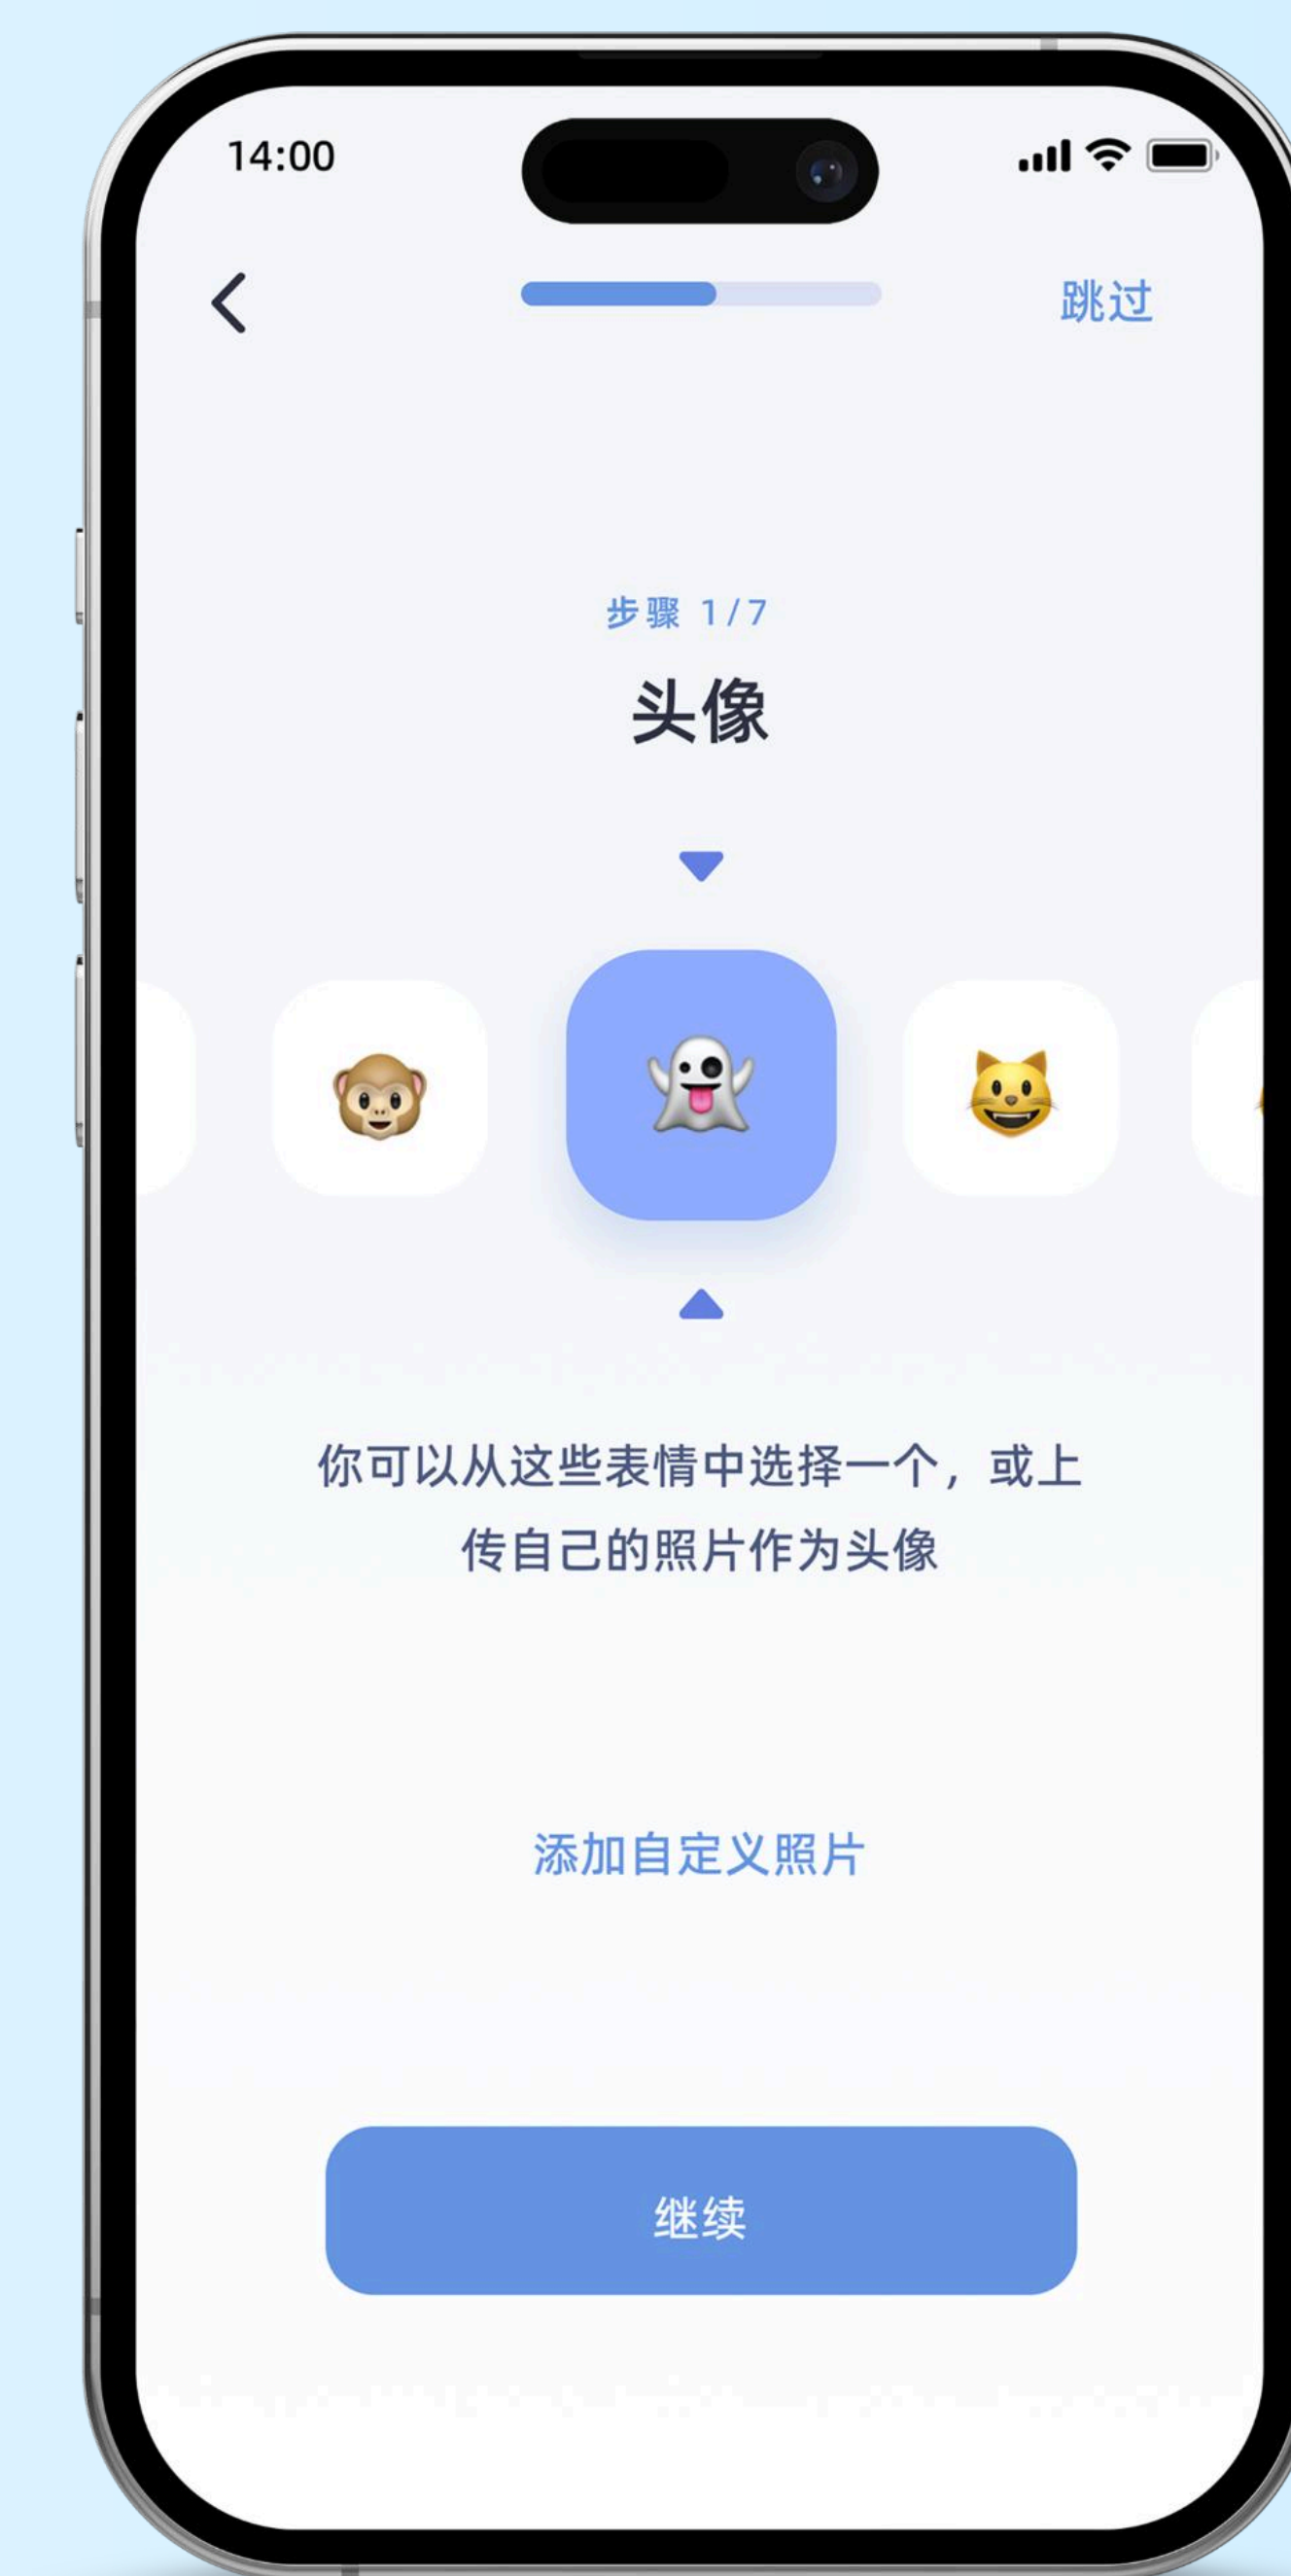 14:00
跳过
步骤 1/7
头像
你可以从这些表情中选择一个，或上
传自己的照片作为头像
添加自定义照片
继续